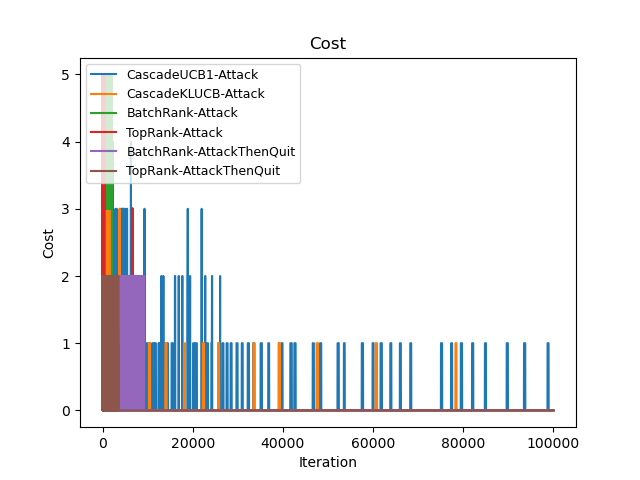 Cost
5
4
3
2
1
0
Cost
CascadeUCB1-Attack
CascadeKLUCB-Attack
BatchRank-Attack
TopRank-Attack
BatchRank-AttackThenQuit
TopRank-AttackThenQuit
0 20000 40000 60000 80000 100000
Iteration